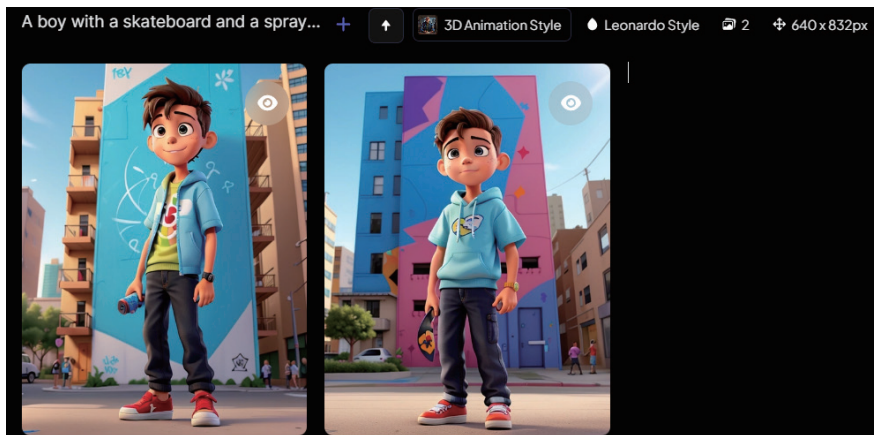 A boy with a skateboard and a spray...
3D Animation Style
Leonardo Style
2
640 x 832px